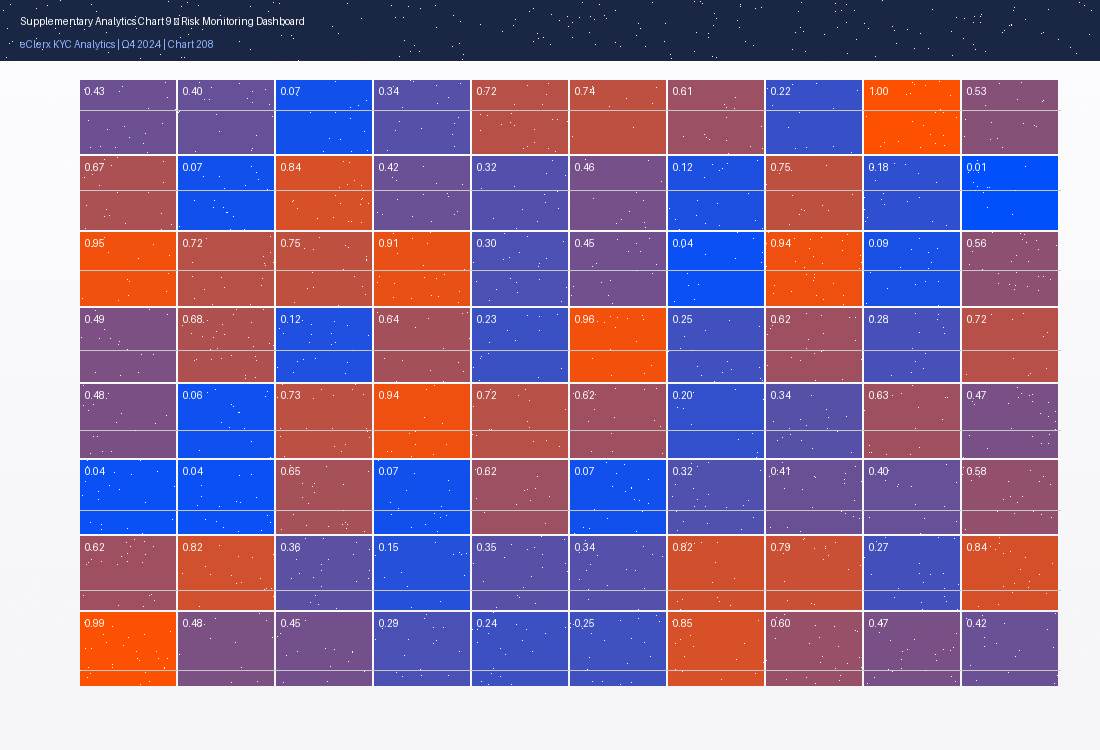 Supplementary Analytics Chart 9 Risk Monitoring Dashboard
eClerx KYC Analytics | Q4 2024 | Chart 208
0.43 0.40 0.07 0.34 0.72 0.74 0.61 0.22 1.00 0.53
0.67 0.07 0.84 0.42 0.32 0.46 0.12 0.75 0.18 0.01
0.95 0.72 0.75 0.91 0.30 0.45 0.04 0.94 0.09 0.56
0.49 0.68 0.12 0.64 0.23 0.96 0.25 0.62 0.28 0.72
0.48 0.06 0.73 0.94 0.72 0.62 0.20 0.34 0.63 0.47
0.04 0.04 0.65 0.07 0.62 0.07 0.32 0.41 0.40 0.58
0.62 0.82 0.36 0.15 0.35 0.34 0.82 0.79 0.27 0.84
0.99 0.48 0.45 0.29 0.24 0.25 0.85 0.60 0.47 0.42